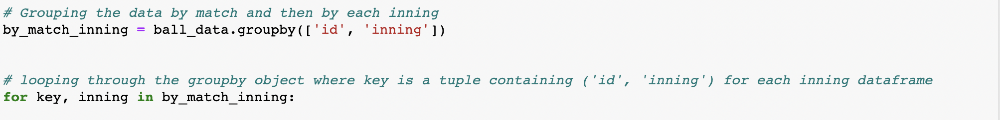 # Grouping the data by match and then by each inning
by_match_inning = ball_data.groupby(['id', 'inning'])
# looping through the groupby object where key is a tuple containing ('id', 'inning') for each inning dataframe
for key, inning in by_match_inning: